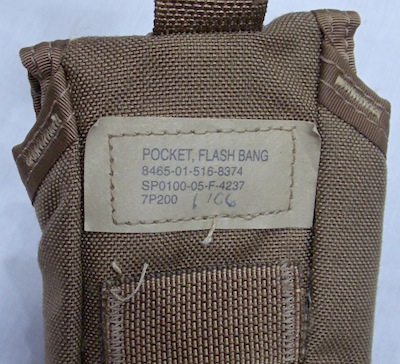 POCKET, FLASH BANG
8465-01-516-8374
SP0100-05-F-4237
7P200 1/06